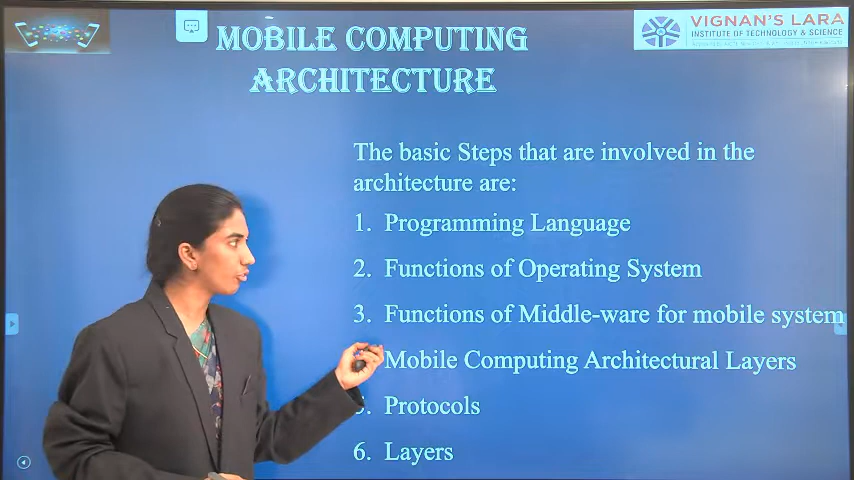 MOBILE COMPUTING
ARCHITECTURE
VIGNAN'S LARA
INSTITUTE OF TECHNOLOGY & SCIENCE
The basic Steps that are involved in the
architecture are:
1. Programming Language
2. Functions of Operating System
3. Functions of Middle-ware for mobile system
Mobile Computing Architectural Layers
5. Protocols
6. Layers